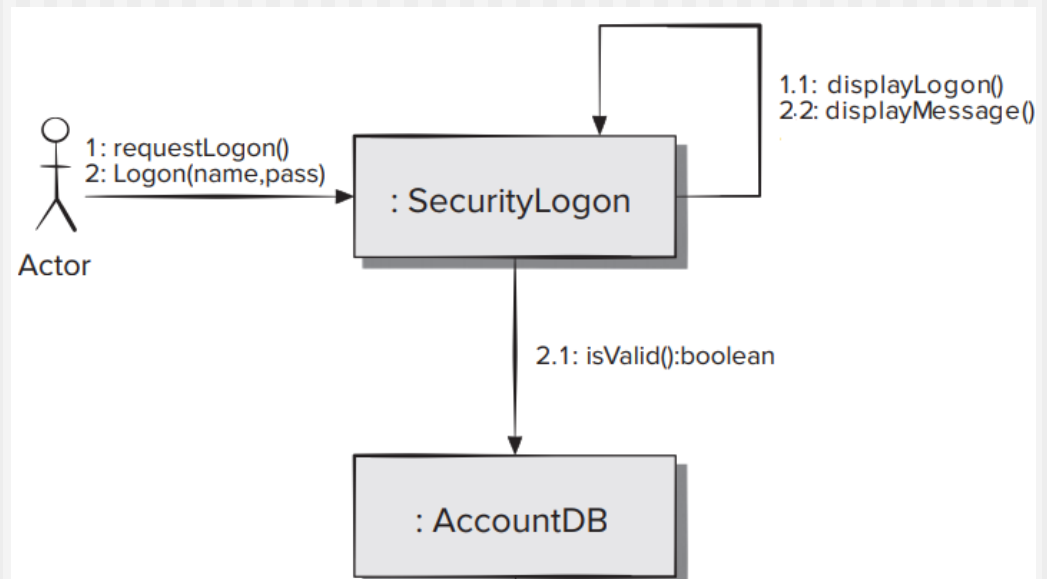 1.1: displayLogon()
2.2: displayMessage()
1: requestLogon()
2: Logon(name,pass)
: SecurityLogon
Actor
2.1: isValid():boolean
: AccountDB